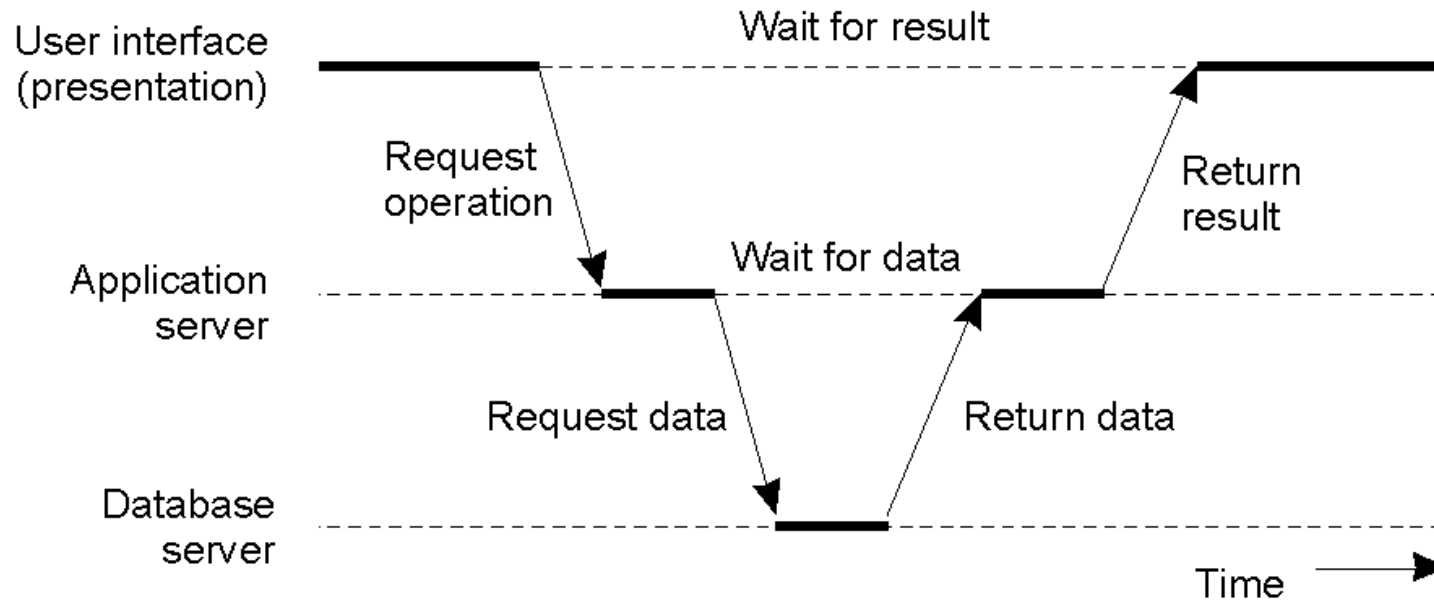 User interface
(presentation)
Wait for result
Request
operation
Return
result
Application
server
Wait for data
Request data
Return data
Database
server
Time